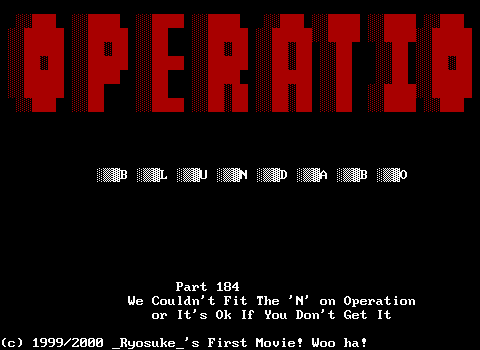 OPERATIO
B L U N D A B O
Part 184
We Couldn't Fit The 'N' on Operation
or It's Ok If You Don't Get It
(c) 1999/2000 _Ryosuke_'s First Movie! Woo ha!